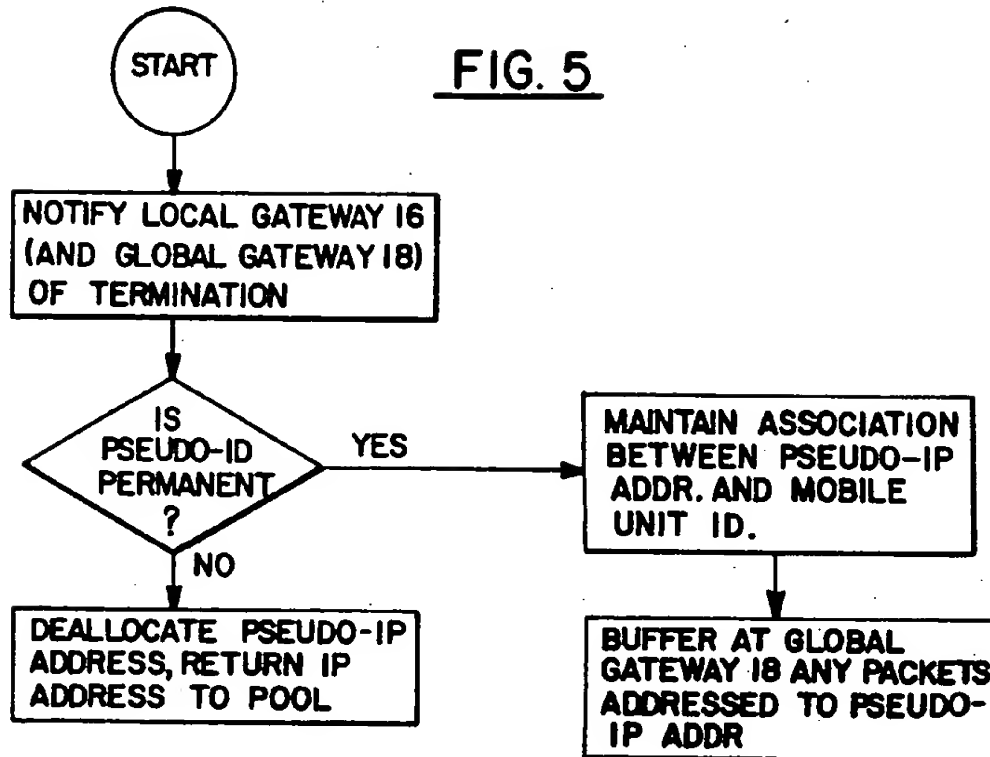 START
FIG. 5
NOTIFY LOCAL GATEWAY 16
(AND GLOBAL GATEWAY 18)
OF TERMINATION
IS
PSEUDO-ID
PERMANENT
?
YES
NO
MAINTAIN ASSOCIATION
BETWEEN PSEUDO-IP
ADDR. AND MOBILE
UNIT ID.
DEALLOCATE PSEUDO-IP
ADDRESS, RETURN IP
ADDRESS TO POOL
BUFFER AT GLOBAL
GATEWAY 18 ANY PACKETS
ADDRESSED TO PSEUDO-
IP ADDR